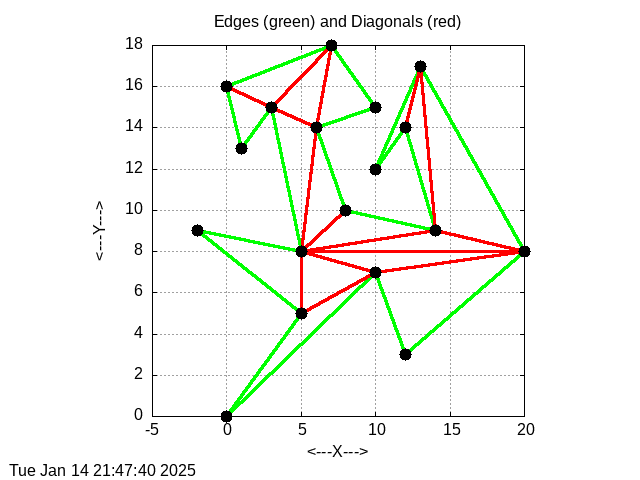 Edges (green) and Diagonals (red)
18
16
14
12
10
8
6
4
2
0
<---Y--->
-5 0 5 10 15 20
<---X--->
Tue Jan 14 21:47:40 2025